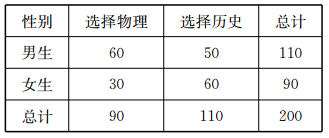 性别 选择物理 选择历史 总计
男生 60 50 110
女生 30 60 90
总计 90 110 200